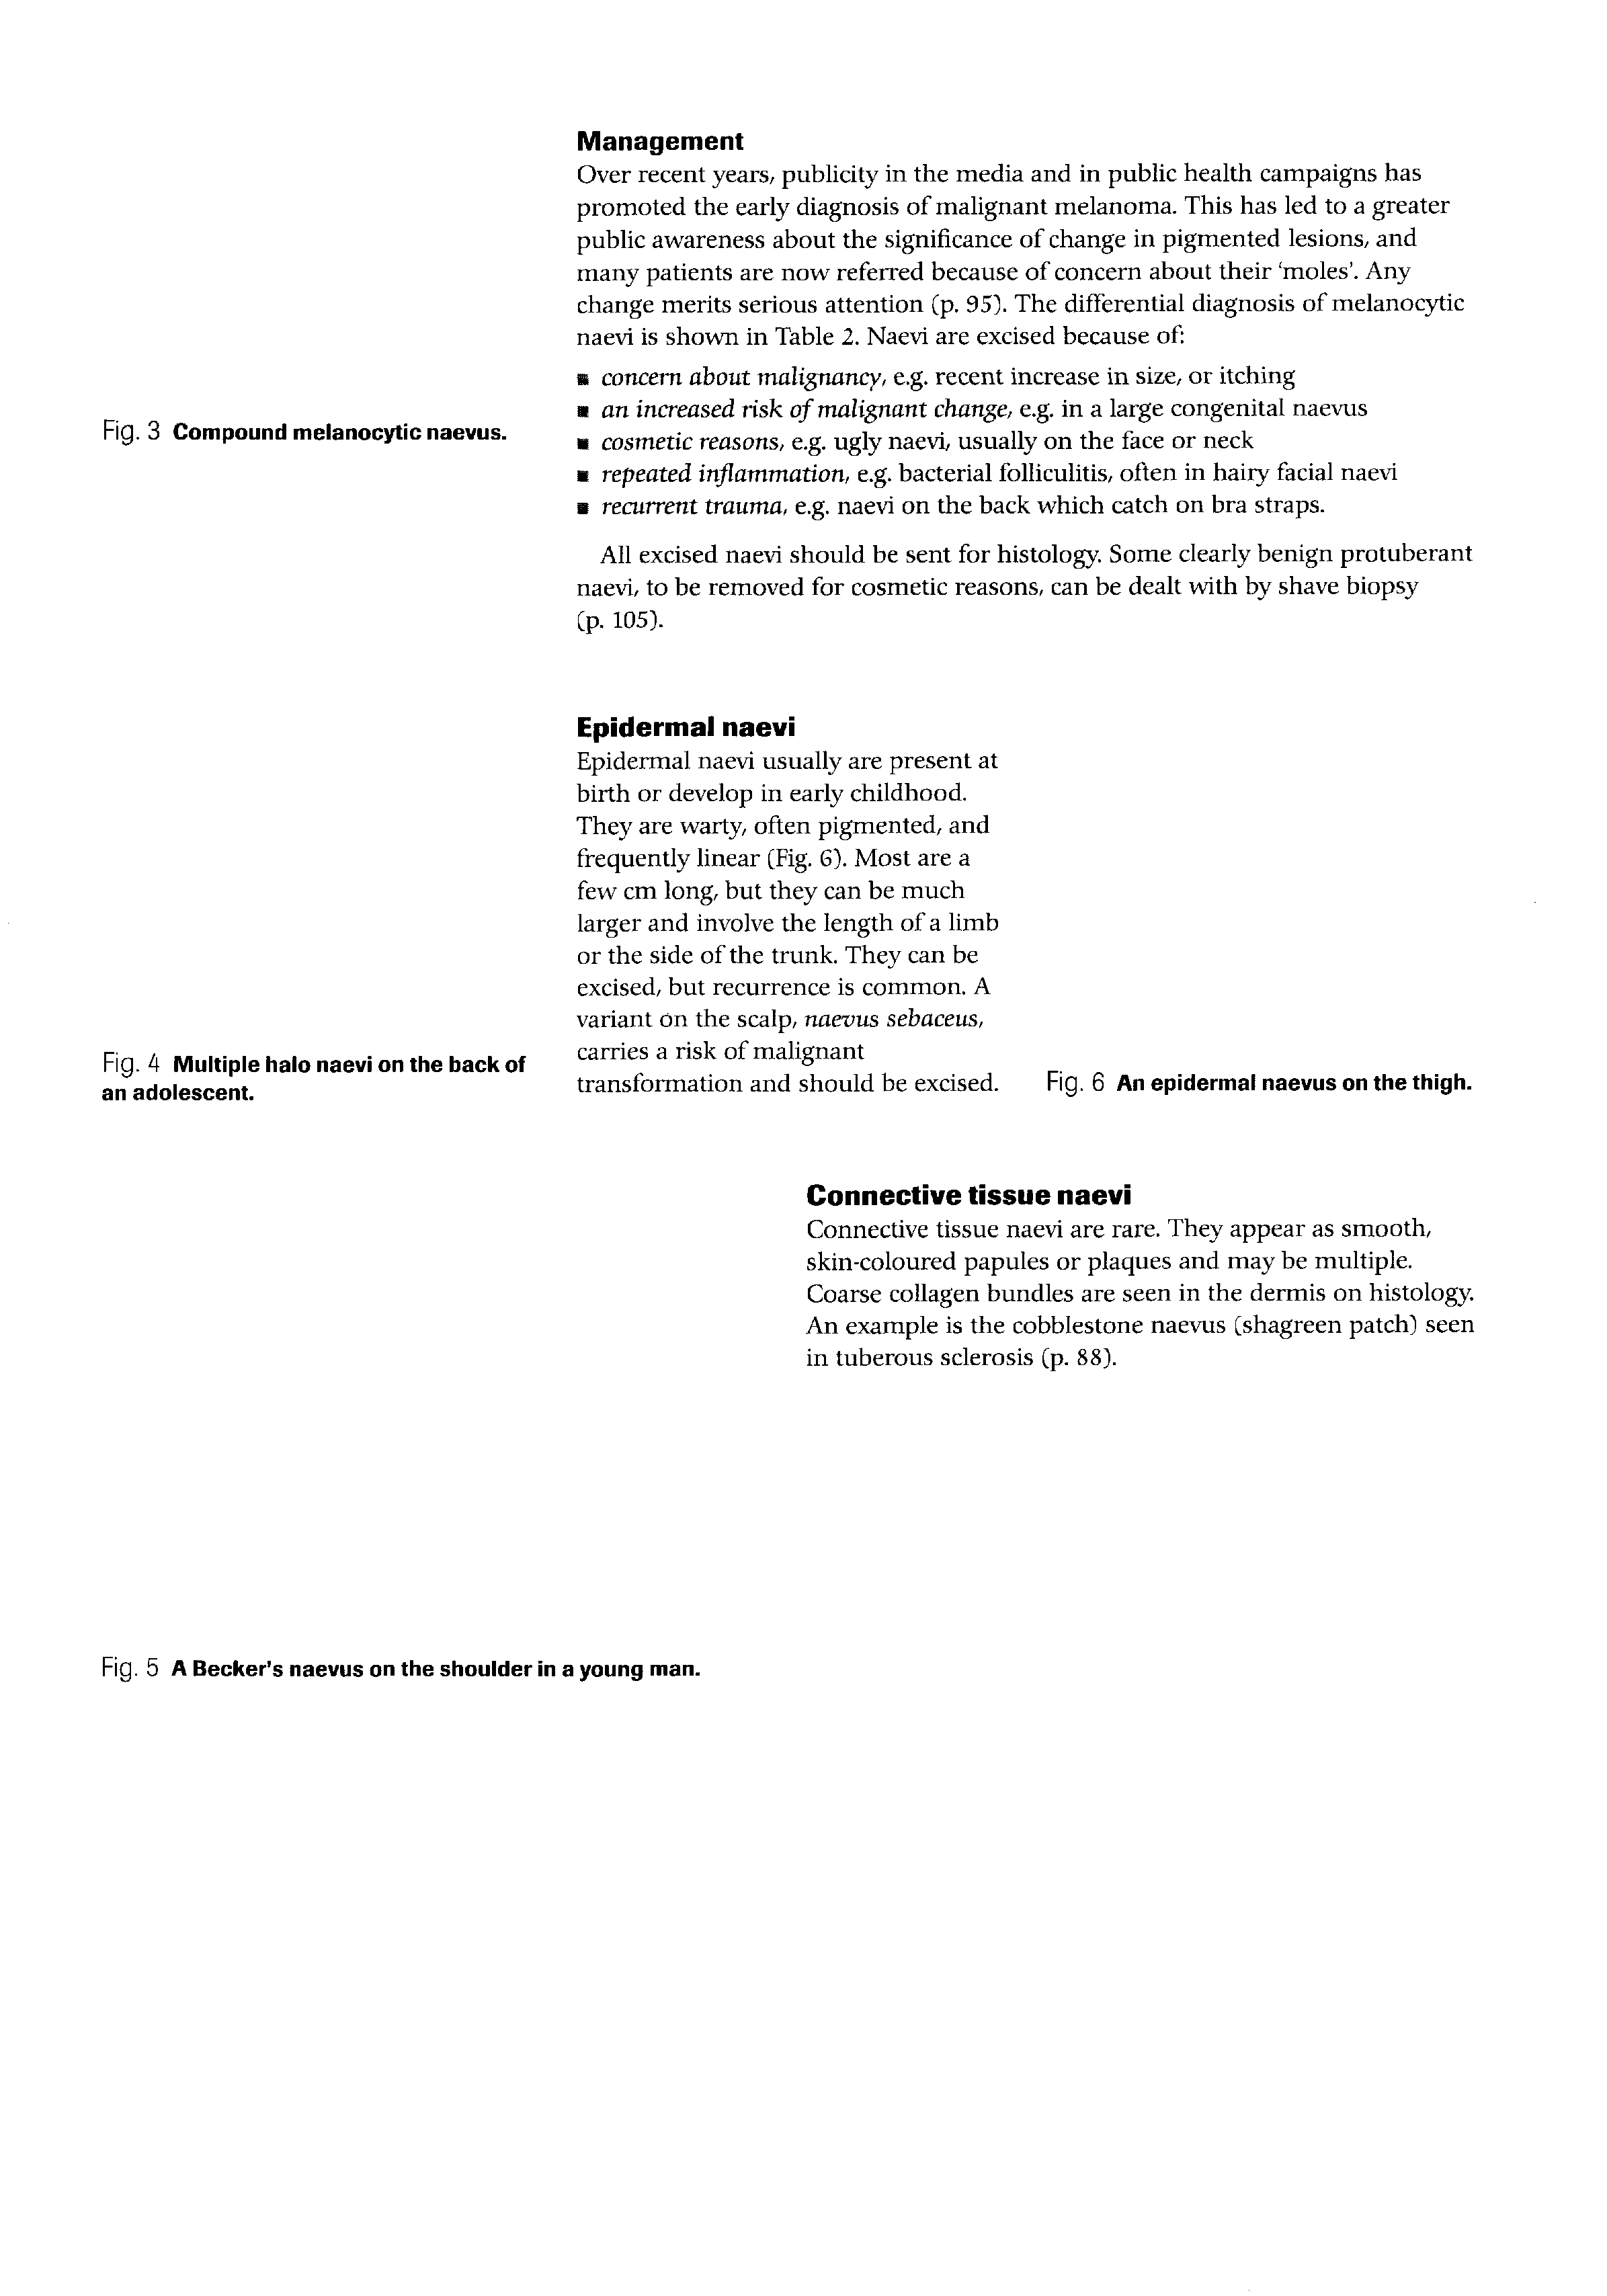 Management
Over recent years, publicity in the media and in public health campaigns has
promoted the early diagnosis of malignant melanoma. This has led to a greater
public awareness about the significance of change in pigmented lesions, and
many patients are now referred because of concern about their ‘moles’. Any
change merits serious attention (p. 95). The differential diagnosis of melanocytic
naevi is shown in Table 2. Naevi are excised because of:
■ concern about malignancy, e.g. recent increase in size, or itching
■ an increased risk of malignant change, e.g. in a large congenital naevus
■ cosmetic reasons, e.g. ugly naevi, usually on the face or neck
■ repeated inflammation, e.g. bacterial folliculitis, often in hairy facial naevi
■ recurrent trauma, e.g. naevi on the back which catch on bra straps.
All excised naevi should be sent for histology. Some clearly benign protuberant
naevi, to be removed for cosmetic reasons, can be dealt with by shave biopsy
(p. 105).
Fig. 3 Compound melanocytic naevus.
Epidermal naevi
Epidermal naevi usually are present at
birth or develop in early childhood.
They are warty, often pigmented, and
frequently linear (Fig. 6). Most are a
few cm long, but they can be much
larger and involve the length of a limb
or the side of the trunk. They can be
excised, but recurrence is common. A
variant on the scalp, naevus sebaceus,
carries a risk of malignant
transformation and should be excised.
Fig. 4 Multiple halo naevi on the back of
an adolescent.
Fig. 6 An epidermal naevus on the thigh.
Connective tissue naevi
Connective tissue naevi are rare. They appear as smooth,
skin-coloured papules or plaques and may be multiple.
Coarse collagen bundles are seen in the dermis on histology.
An example is the cobblestone naevus (shagreen patch) seen
in tuberous sclerosis (p. 88).
Fig. 5 A Becker's naevus on the shoulder in a young man.